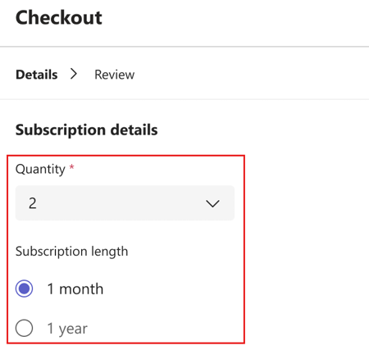 Checkout
Details > Review
Subscription details
Quantity *
2
Subscription length
1 month
1 year